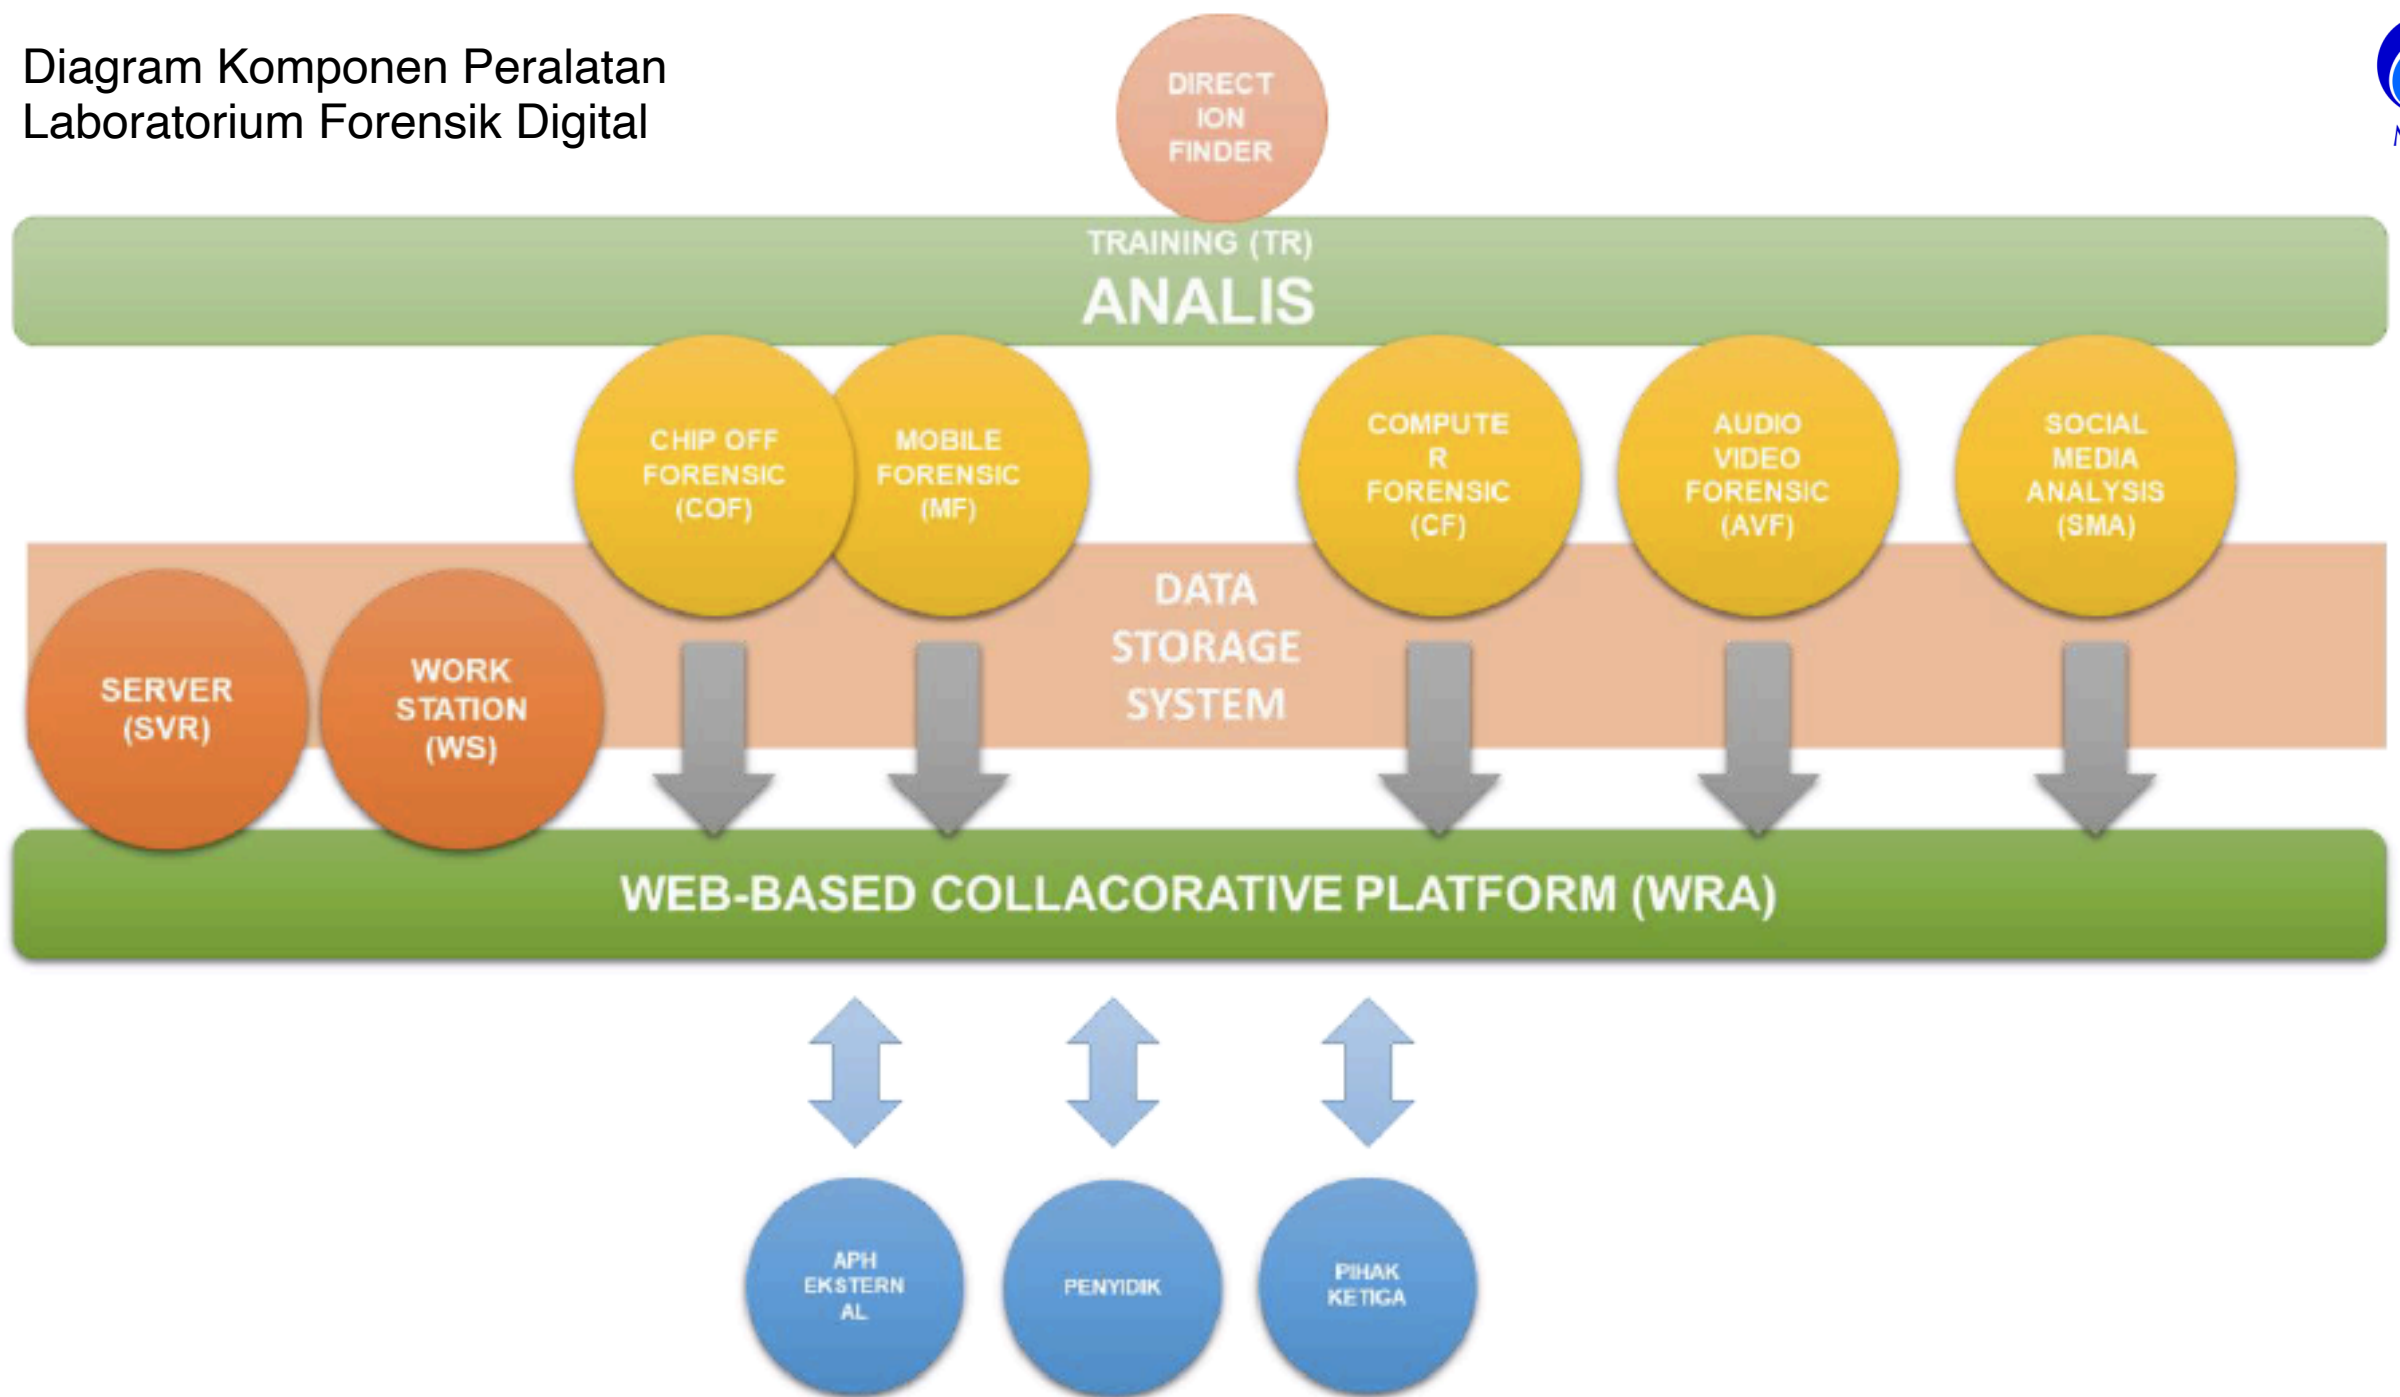 Diagram Komponen Peralatan
Laboratorium Forensik Digital
DIRECT
ION
FINDER
TRAINING (TR)
ANALIS
CHIP OFF
FORENSIC
(COF)
MOBILE
FORENSIC
(MF)
COMPUTE
R
FORENSIC
(CF)
AUDIO
VIDEO
FORENSIC
(AVF)
SOCIAL
MEDIA
ANALYSIS
(SMA)
DATA
STORAGE
SYSTEM
SERVER
(SVR)
WORK
STATION
(WS)
WEB-BASED COLLACORATIVE PLATFORM (WRA)
APH
EKSTERN
AL
PENYIDIK
PIHAK
KETIGA